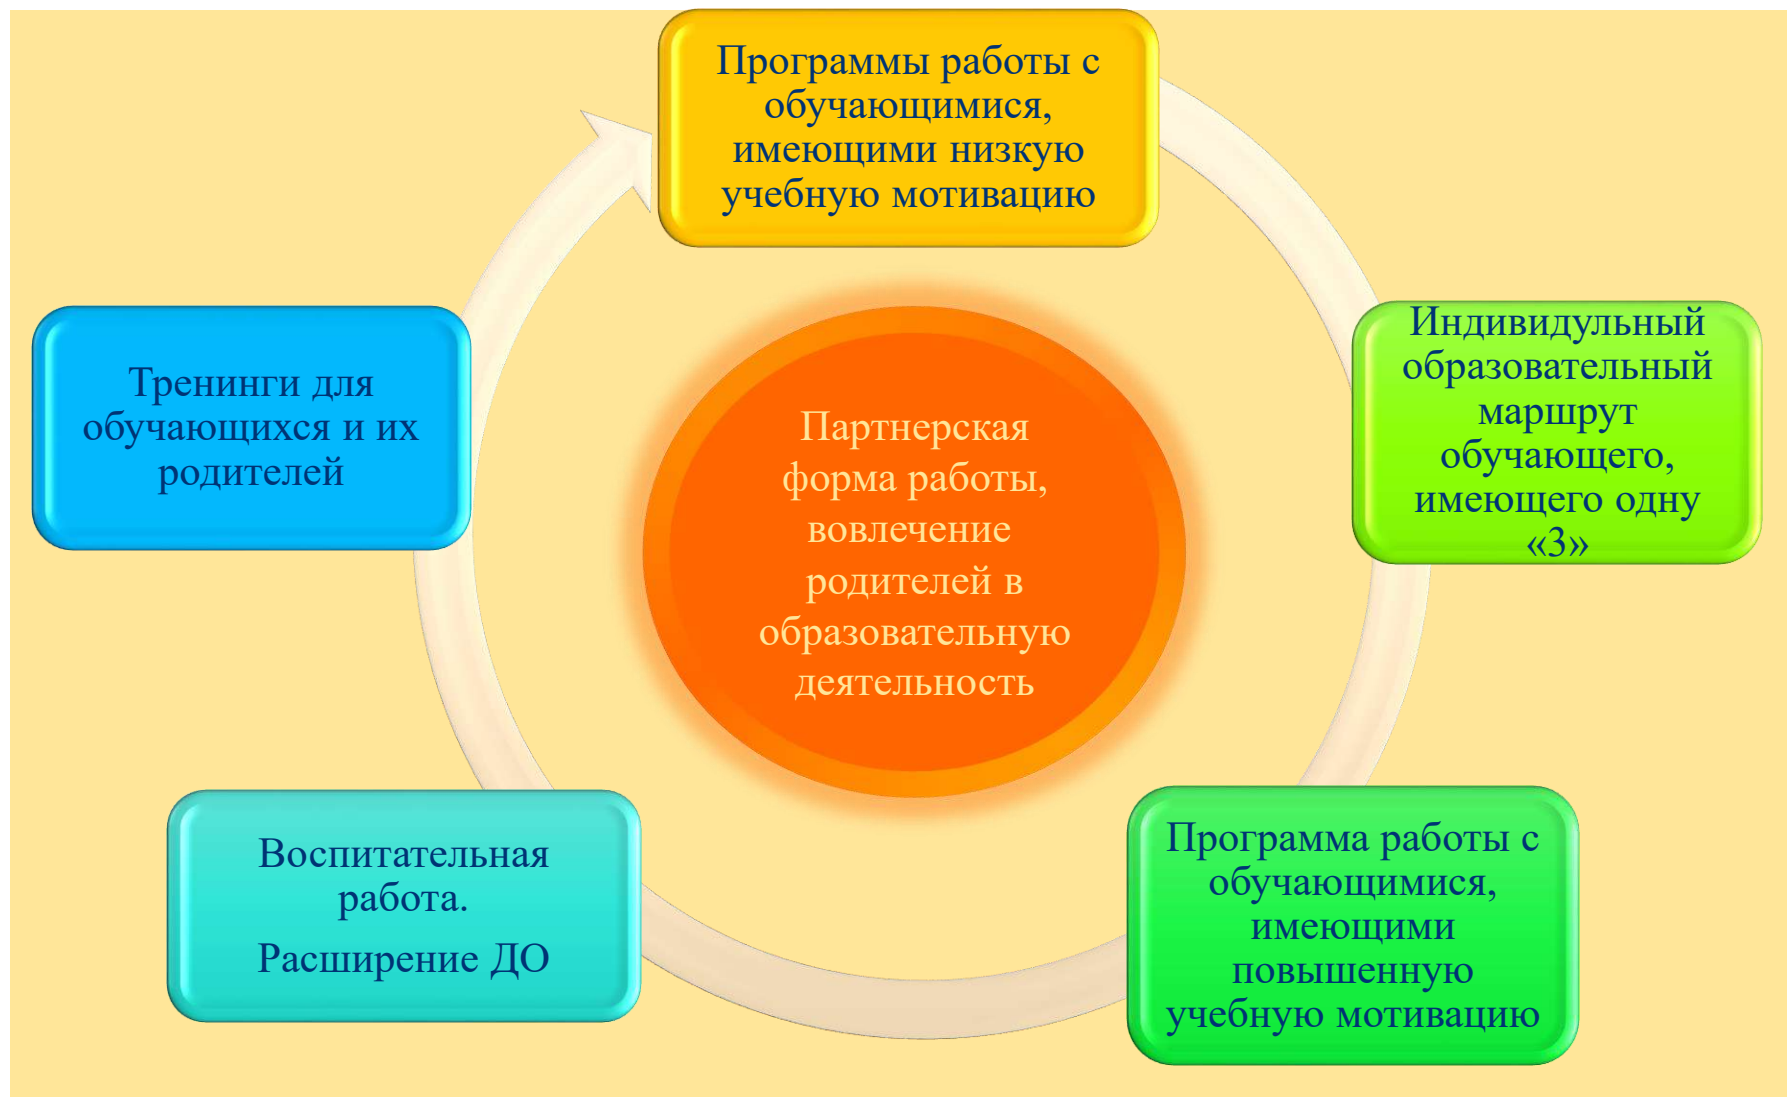 Программы работы с
обучающимися,
имеющими низкую
учебную мотивацию
Индивидульный
образовательный
маршрут
обучающего,
имеющего одну
«3»
Программа работы с
обучающимися,
имеющими
повышенную
учебную мотивацию
Воспитательная
работа.
Расширение ДО
Тренинги для
обучающихся и их
родителей
Партнерская
форма работы,
вовлечение
родителей в
образовательную
деятельность